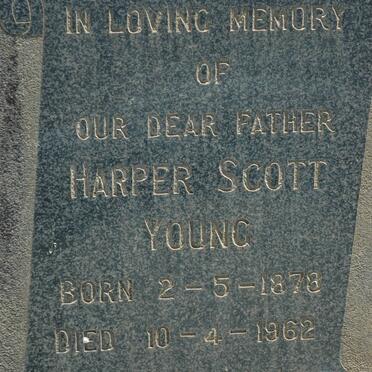 IN LOVING MEMORY
OF
OUR DEAR FATHER
HARPER SCOTT
YOUNG
BORN 2-5-1878
DIED 10-4-1962